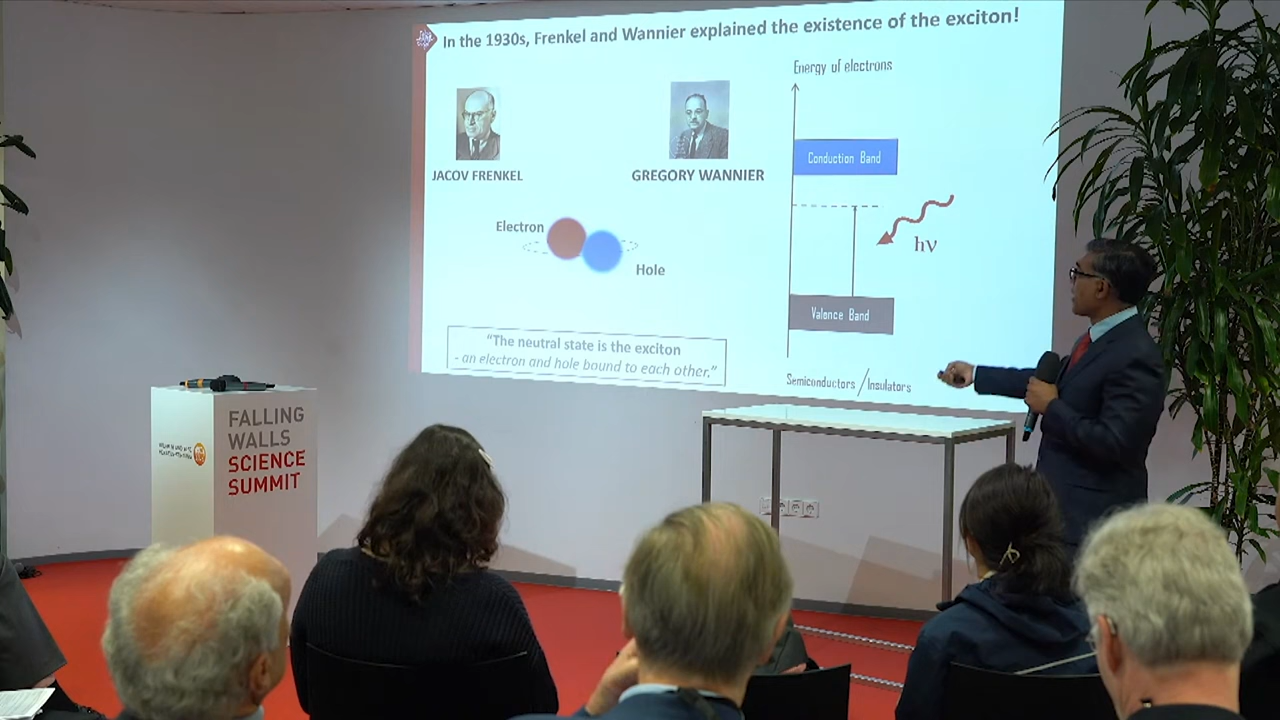 In the 1930s, Frenkel and Wannier explained the existence of the exciton!
JACOV FRENKEL
GREGORY WANNIER
Electron
Hole
"The neutral state is the exciton
- an electron and hole bound to each other."
Energy of electrons
Conduction Band
hν
Valence Band
Semiconductors / Insulators
FALLING
WALLS
SCIENCE
SUMMIT